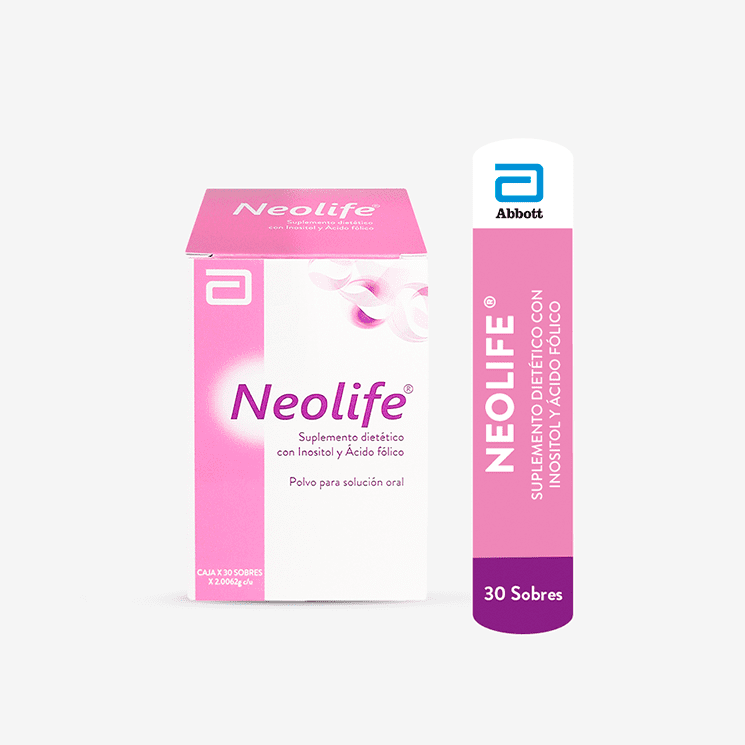 Neolife®
Suplemento dietético
con Inositol y Ácido fólico
Neolife®
Suplemento dietético
con Inositol y Ácido fólico
Polvo para solución oral
CAJA X 30 SOBRES
X 2.0062g c/u
Abbott
NEOLIFE®
SUPLEMENTO DIETÉTICO CON
INOSITOL Y ÁCIDO FÓLICO
30 Sobres